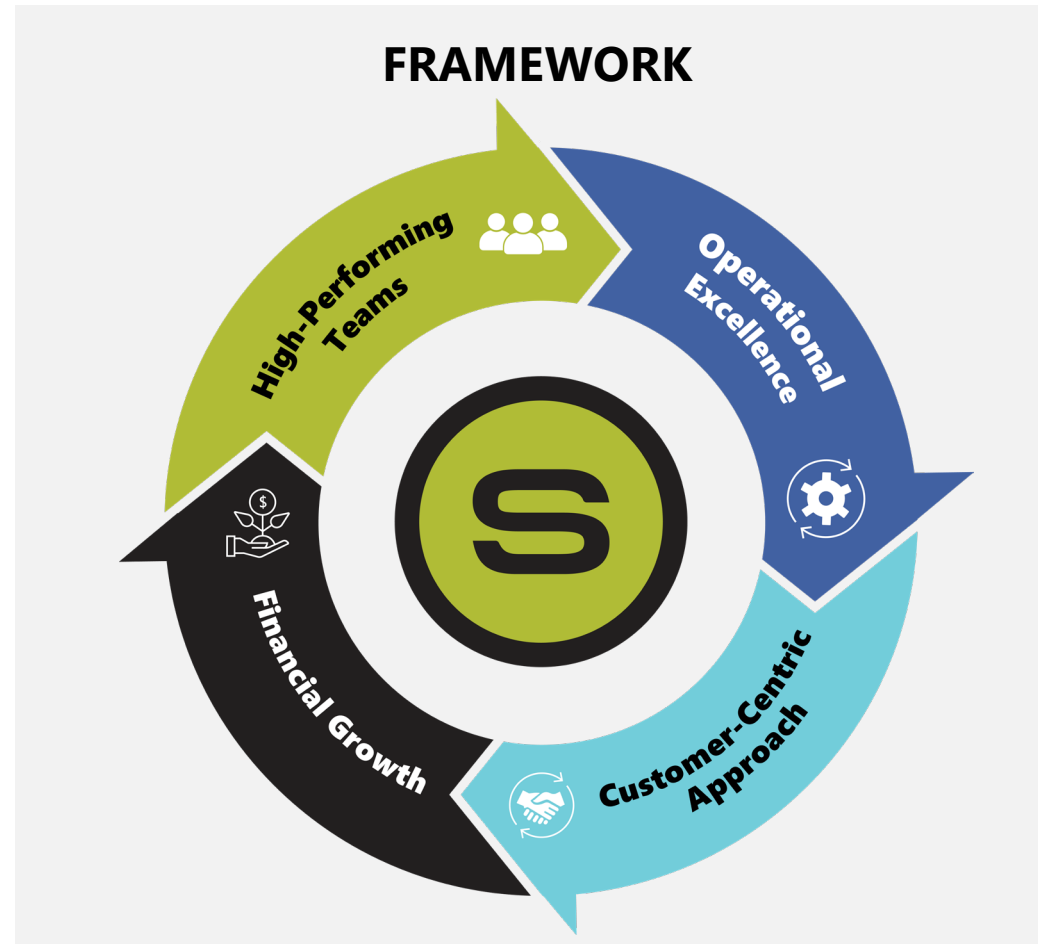 FRAMEWORK
High-Performing
Teams
Operational
Excellence
Customer-Centric
Approach
Financial Growth
$
S